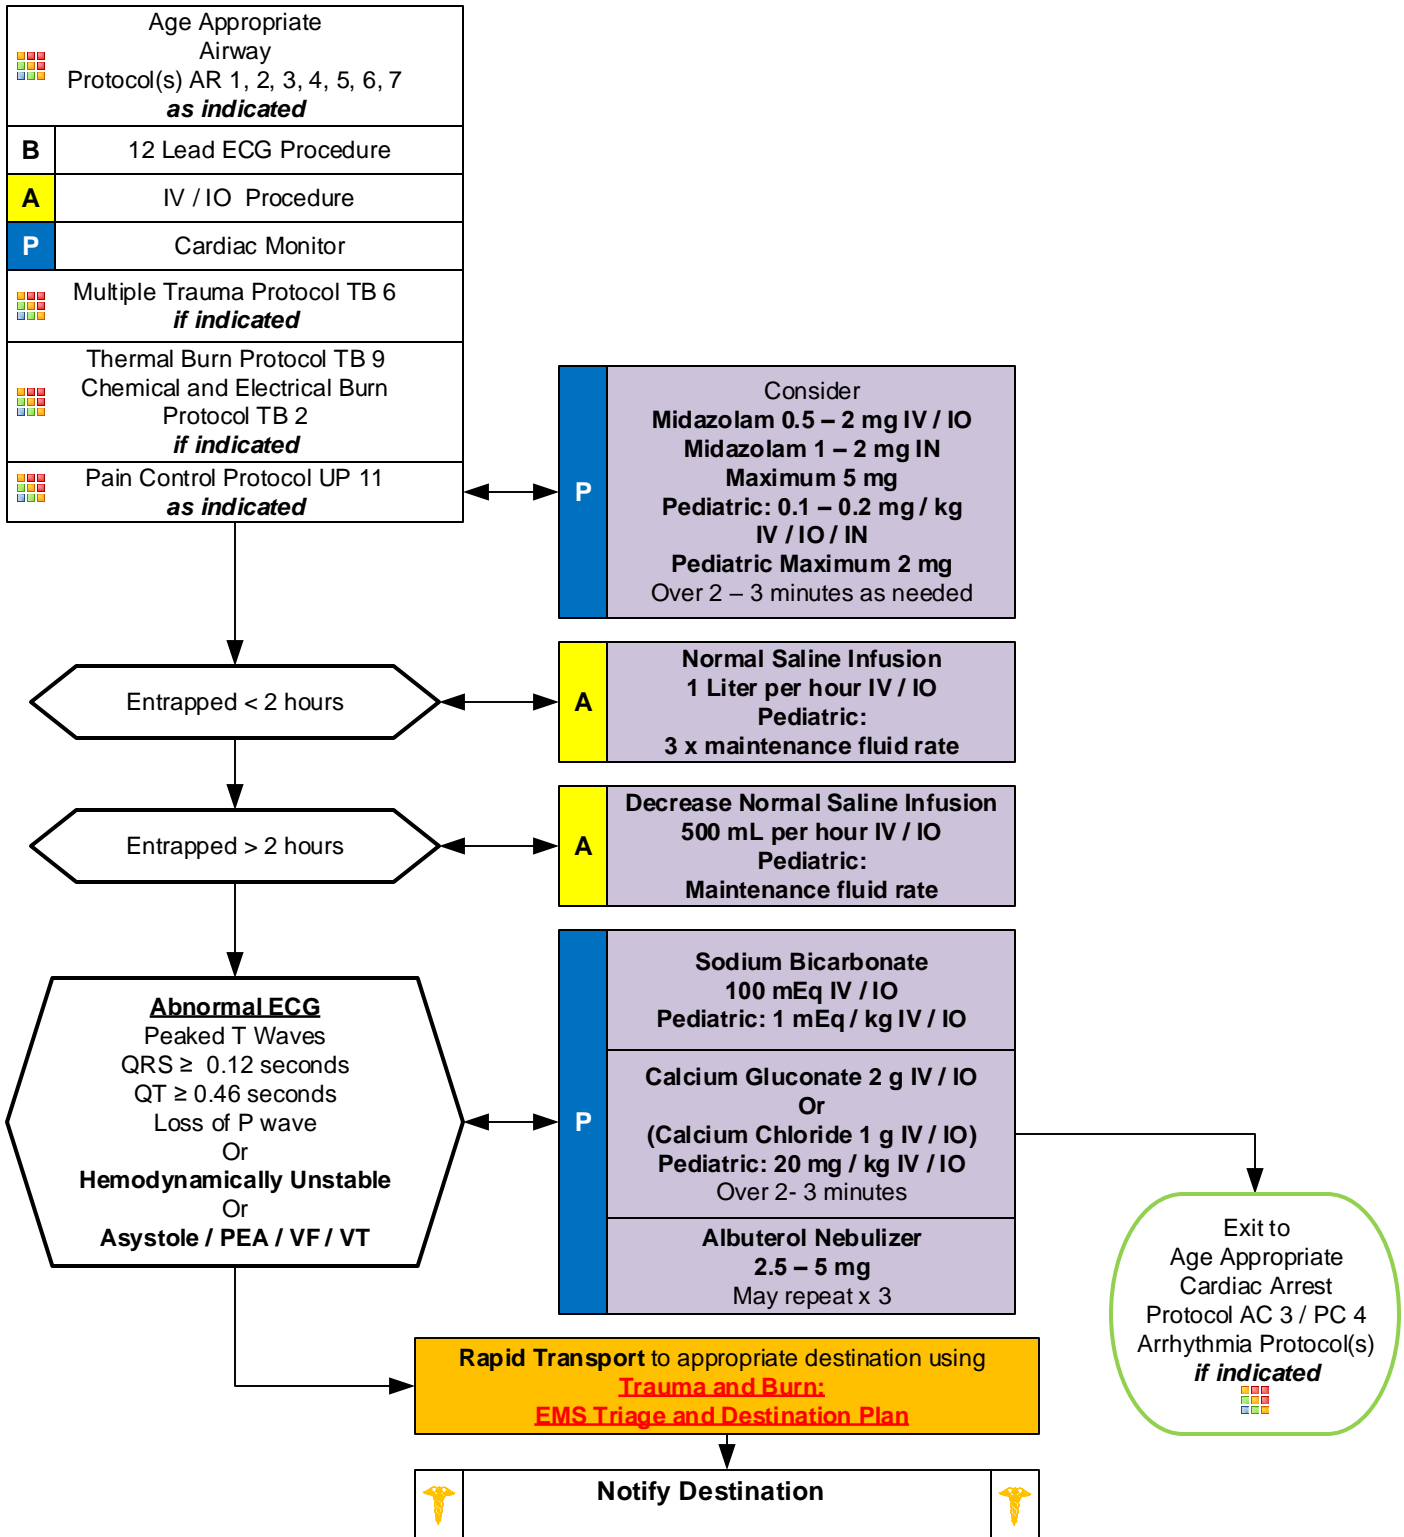 Age Appropriate
Airway
Protocol(s) AR 1, 2, 3, 4, 5, 6, 7
as indicated
B
12 Lead ECG Procedure
A
IV / IO Procedure
P
Cardiac Monitor
Multiple Trauma Protocol TB 6
if indicated
Thermal Burn Protocol TB 9
Chemical and Electrical Burn
Protocol TB 2
if indicated
Pain Control Protocol UP 11
as indicated
P
Consider
Midazolam 0.5 – 2 mg IV / IO
Midazolam 1 – 2 mg IN
Maximum 5 mg
Pediatric: 0.1 – 0.2 mg / kg
IV / IO / IN
Pediatric Maximum 2 mg
Over 2 – 3 minutes as needed
Entrapped < 2 hours
A
Normal Saline Infusion
1 Liter per hour IV / IO
Pediatric:
3 x maintenance fluid rate
Entrapped > 2 hours
A
Decrease Normal Saline Infusion
500 mL per hour IV / IO
Pediatric:
Maintenance fluid rate
Abnormal ECG
Peaked T Waves
QRS ≥ 0.12 seconds
QT ≥ 0.46 seconds
Loss of P wave
Or
Hemodynamically Unstable
Or
Asystole / PEA / VF / VT
P
Sodium Bicarbonate
100 mEq IV / IO
Pediatric: 1 mEq / kg IV / IO
Calcium Gluconate 2 g IV / IO
Or
(Calcium Chloride 1 g IV / IO)
Pediatric: 20 mg / kg IV / IO
Over 2- 3 minutes
Albuterol Nebulizer
2.5 – 5 mg
May repeat x 3
Exit to
Age Appropriate
Cardiac Arrest
Protocol AC 3 / PC 4
Arrhythmia Protocol(s)
if indicated
Rapid Transport to appropriate destination using
Trauma and Burn:
EMS Triage and Destination Plan
Notify Destination